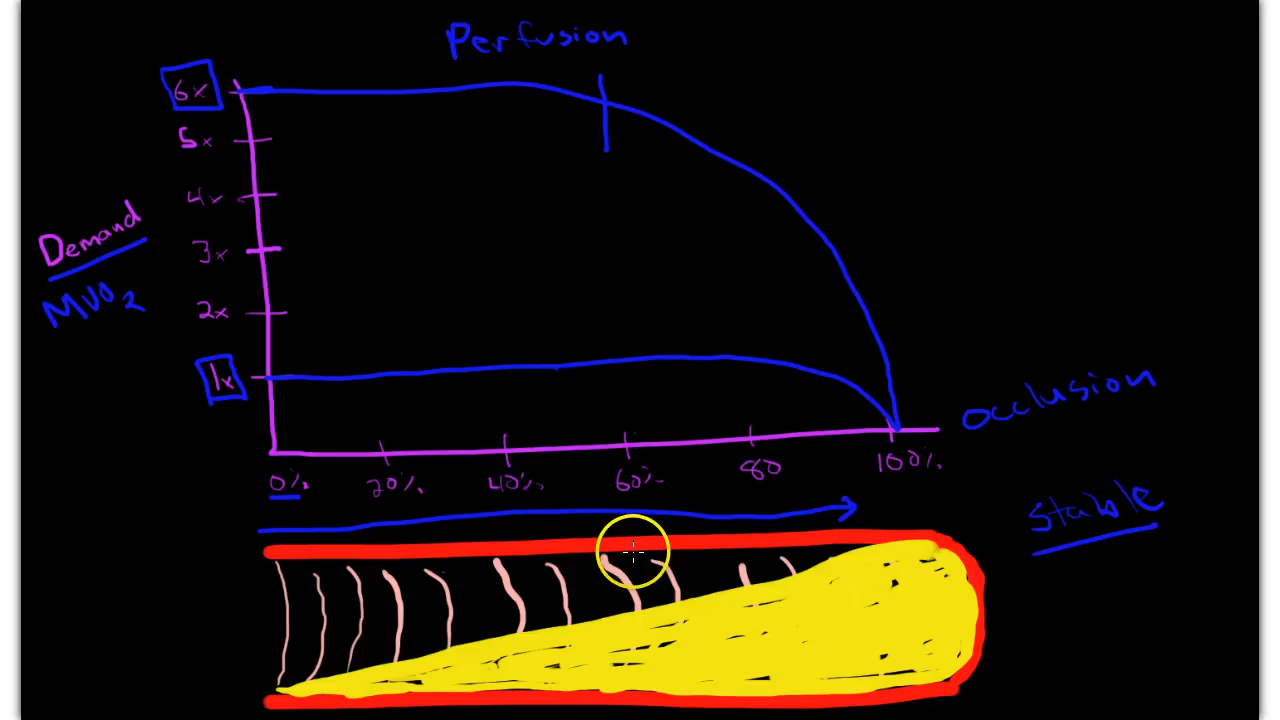 Perfusion
6x
5x
4x
3x
2x
1x
Demand
MVO2
Occlusion
0% 20% 40% 60% 80 100%
Stable